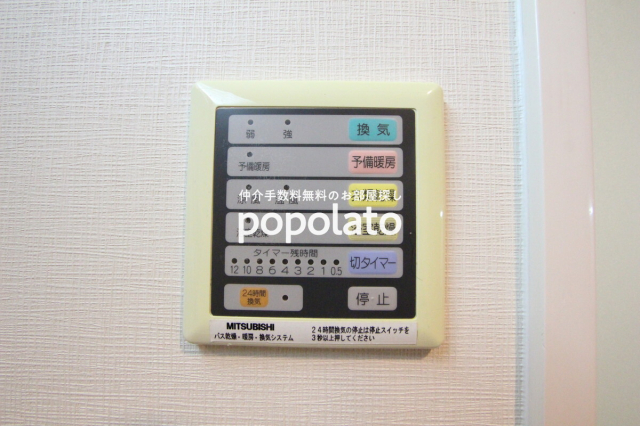 換気
弱 強
予備暖房
予備暖房
仲介手数料無料のお部屋探し
popolato
タイマー残時間
12 10 8 6 4 3 2 1 0.5
切タイマー
24時間
換気
停止
MITSUBISHI
バス乾燥・暖房・換気システム
24時間換気の停止は停止スイッチを
3秒以上押してください